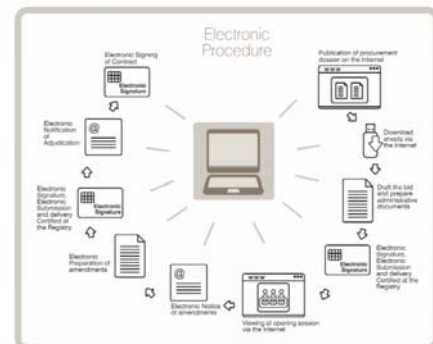 Electronic
Procedure
Publication of procurement
dossier on the Internet
WWW
Download
sheets via
the Internet
Draft the bid
and prepare
administrative
documents
Electronic
Signature
Electronic
Signature,
Electronic
Submission
and delivery
Certified at the
Registry
WWW
Viewing of opening session
via the Internet
@
Electronic Notice
of amendments
Electronic
Preparation of
amendments
Electronic
Signature
Electronic
Signature,
Electronic
Submission
and delivery
Certified at
the Registry
@
Electronic
Notification
of
Adjudication
Electronic
Signature
Electronic Signing
of Contract